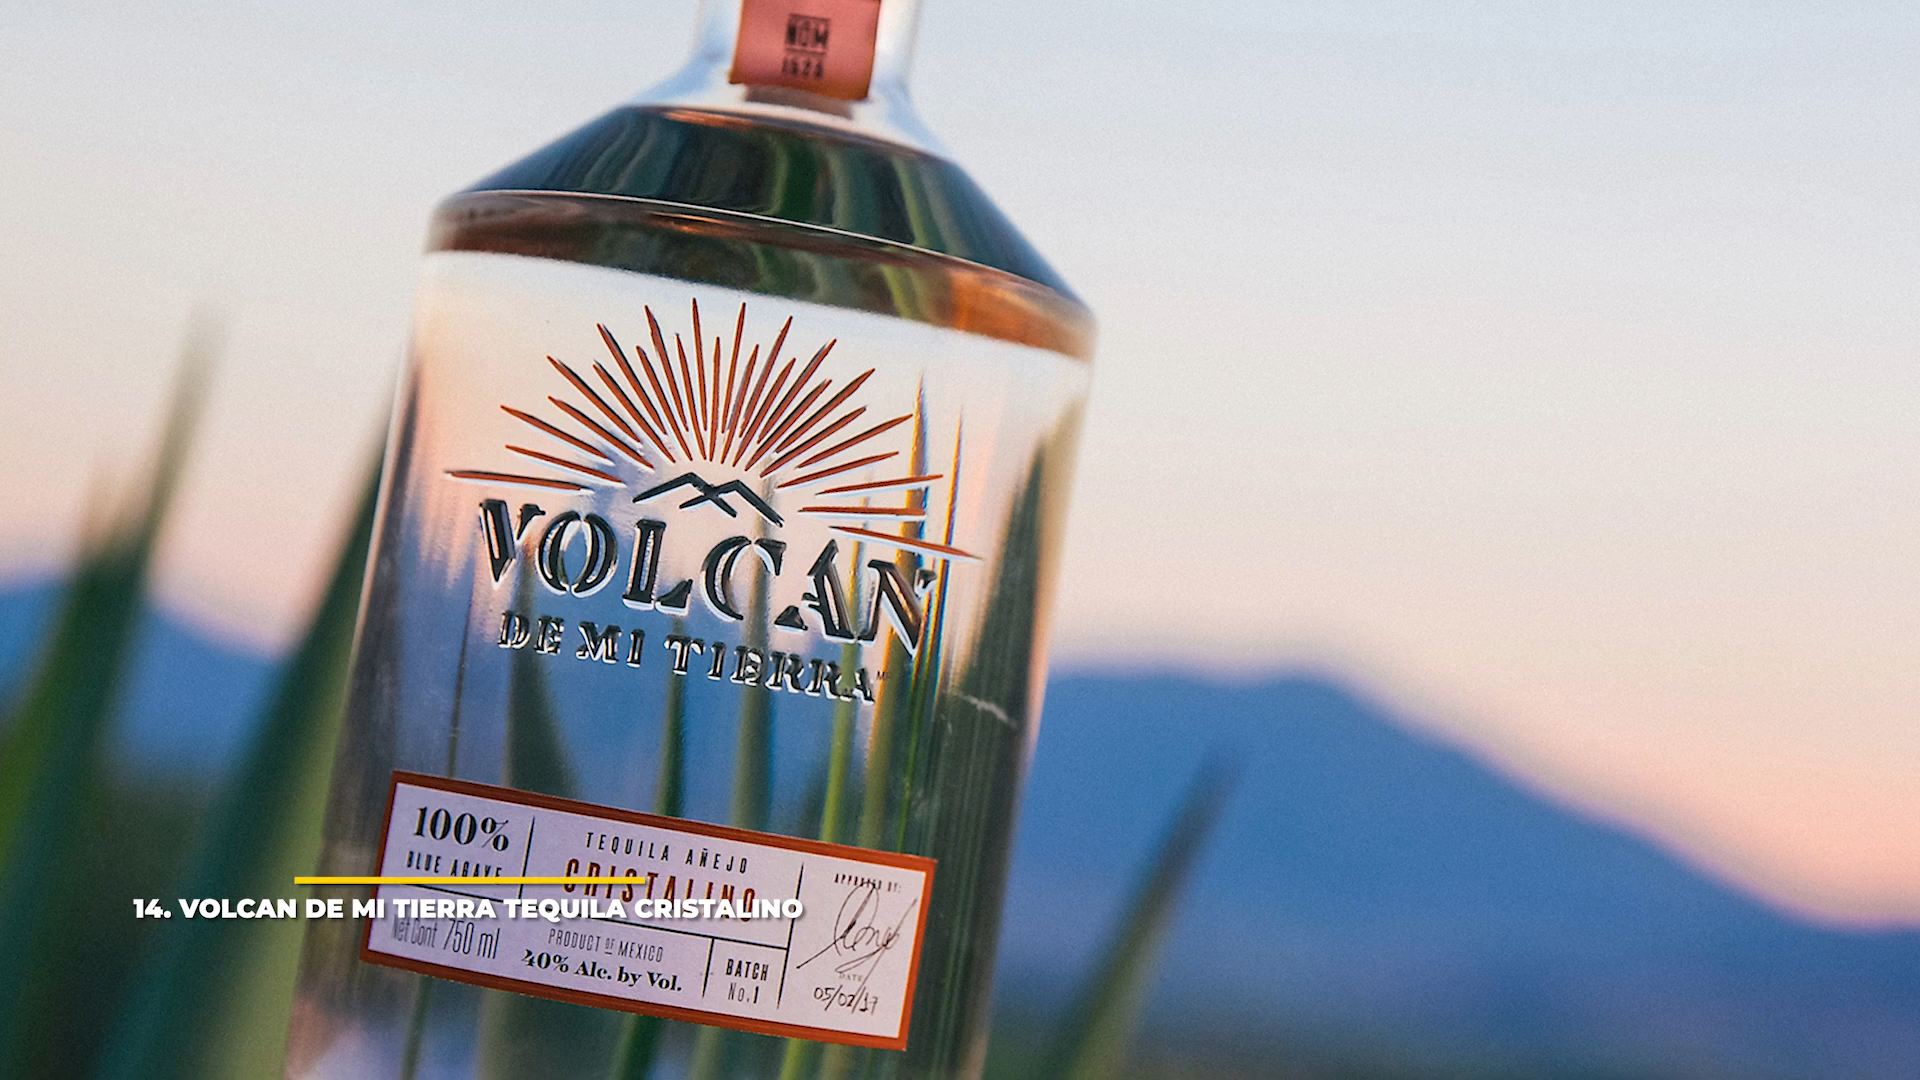 NOM
VOLCAN
DE MI TIERRA
100%
BLUE AGAVE
TEQUILA AÑEJO
CRISTALINO
APPROVED BY:
14. VOLCAN DE MI TIERRA TEQUILA CRISTALINO
Net Cont 750 ml
PRODUCT OF MEXICO
40% Alc. by Vol.
BATCH
No.1
DATE
05/02/17